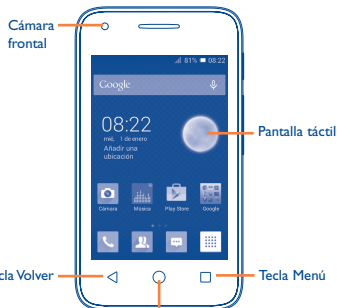 Cámara
frontal
81% 08:22
Google
08:22
mié, 1 de enero
Añadir una
ubicación
Pantalla táctil
Cámara Música Play Store Google
cla Volver
Tecla Menú